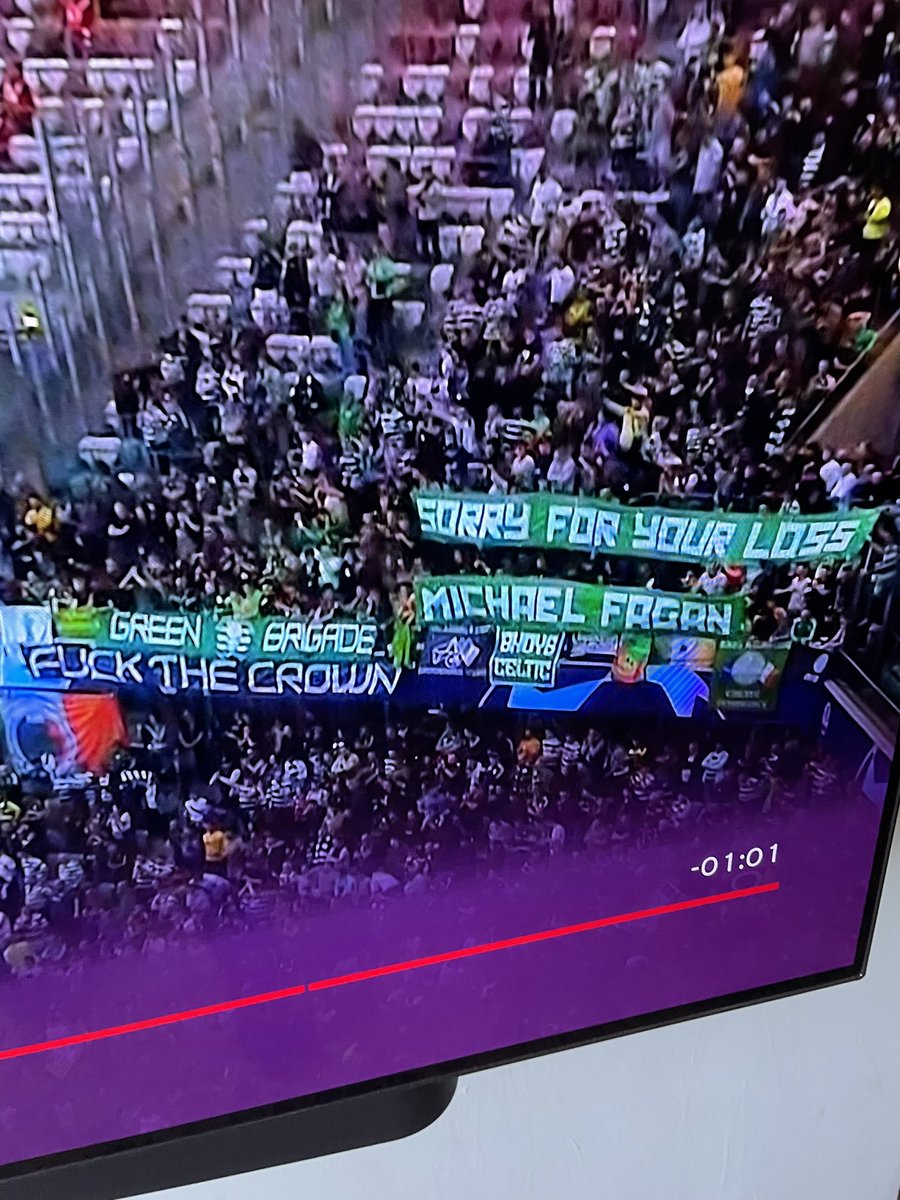 SORRY FOR YOUR LOSS
MICHAEL FAGAN
GREEN BRIGADE
FUCK THE CROWN
BHOYS
CELTIC
-01:01